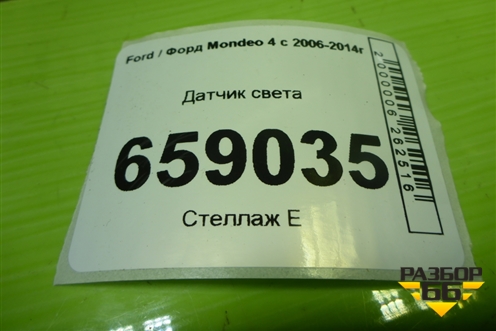 Ford / Форд Mondeo 4 с 2006-2014г
Датчик света
659035
Стеллаж Е
2000006262516
РАЗБОР
66